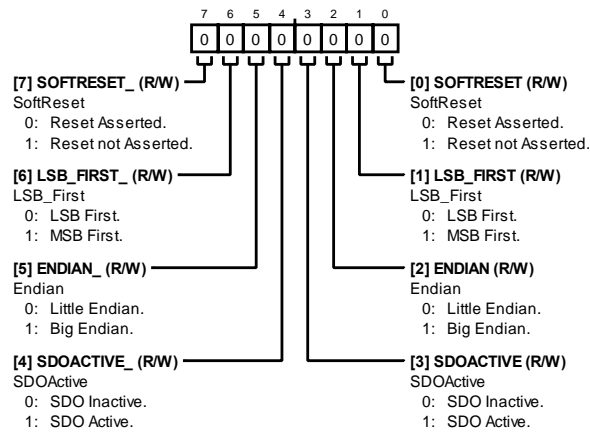 7 6 5 4 3 2 1 0
0 0 0 0 0 0 0 0
[7] SOFTRESET_ (R/W)
SoftReset
0: Reset Asserted.
1: Reset not Asserted.
[6] LSB_FIRST_ (R/W)
LSB_First
0: LSB First.
1: MSB First.
[5] ENDIAN_ (R/W)
Endian
0: Little Endian.
1: Big Endian.
[4] SDOACTIVE_ (R/W)
SDOActive
0: SDO Inactive.
1: SDO Active.
[0] SOFTRESET (R/W)
SoftReset
0: Reset Asserted.
1: Reset not Asserted.
[1] LSB_FIRST (R/W)
LSB_First
0: LSB First.
1: MSB First.
[2] ENDIAN (R/W)
Endian
0: Little Endian.
1: Big Endian.
[3] SDOACTIVE (R/W)
SDOActive
0: SDO Inactive.
1: SDO Active.